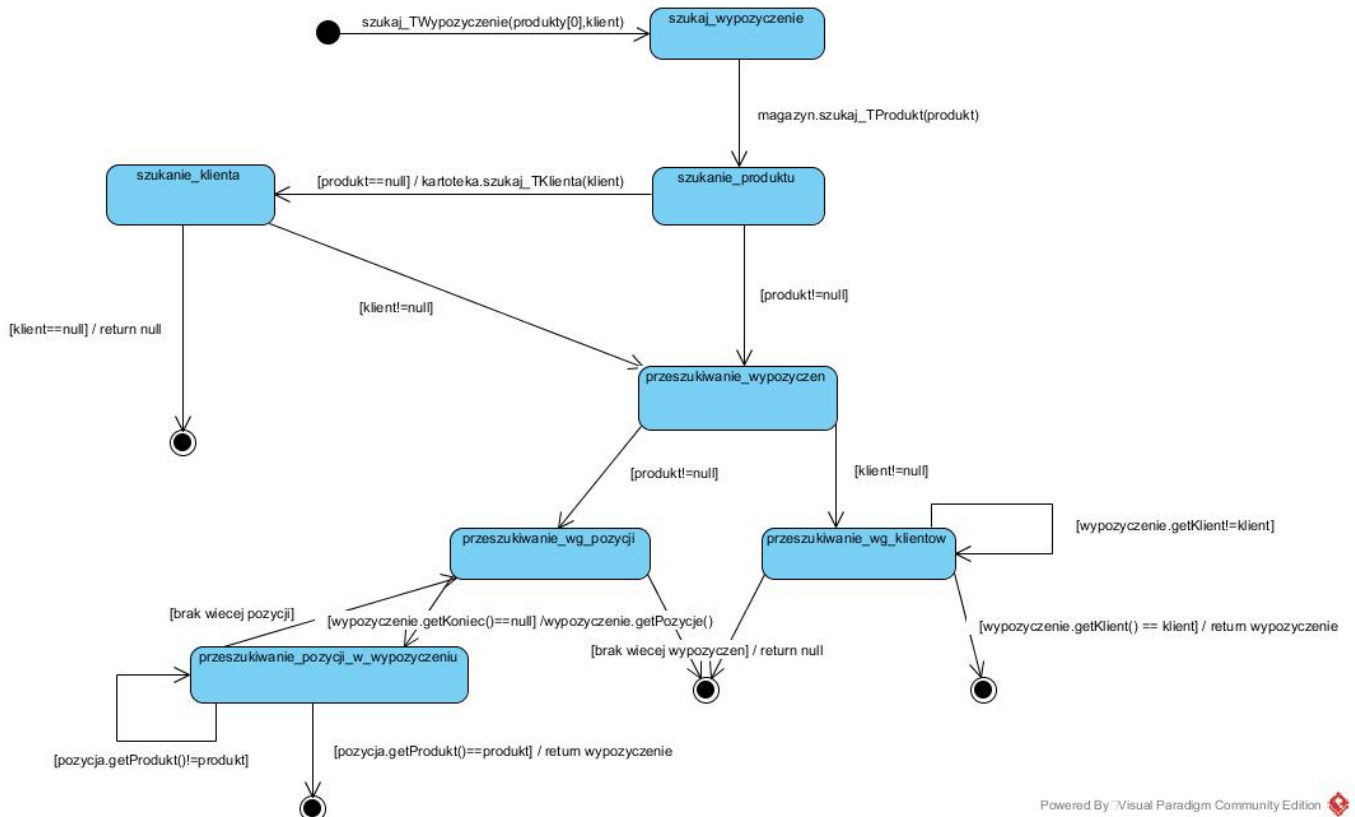 szukaj_TWypozyczenie(produkty[0],klient)
szukaj_wypozyczenie
magazyn.szukaj_TProdukt(produkt)
szukanie_klienta
[produkt==null] / kartoteka.szukaj_TKlienta(klient)
szukanie_produktu
[produkt!=null]
[klient!=null]
[klient==null] / return null
przeszukiwanie_wypozyczen
[produkt!=null]
[klient!=null]
przeszukiwanie_wg_pozycji
przeszukiwanie_wg_klientow
[wypozyczenie.getKlient!=klient]
[brak wiecej pozycji]
[wypozyczenie.getKoniec()==null] /wypozyczenie.getPozycje()
[wypozyczenie.getKlient() == klient] / return wypozyczenie
[brak wiecej wypozyczen] / return null
przeszukiwanie_pozycji_w_wypozyczeniu
[pozycja.getProdukt()==produkt] / return wypozyczenie
[pozycja.getProdukt()!=produkt]
Powered By Visual Paradigm Community Edition